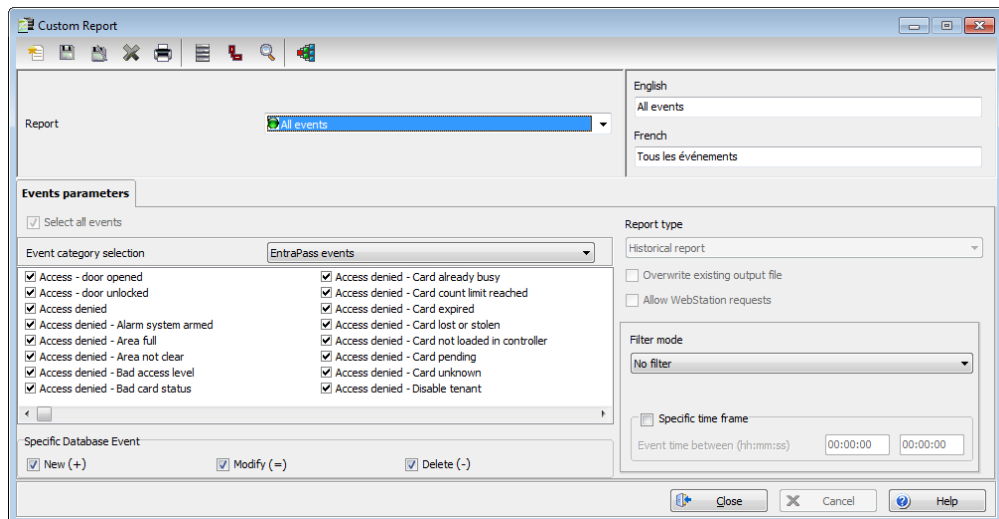 Custom Report
Report
All events
English
All events
French
Tous les événements
Events parameters
Select all events
Event category selection
EntraPass events
Access - door opened
Access - door unlocked
Access denied
Access denied - Alarm system armed
Access denied - Area full
Access denied - Area not clear
Access denied - Bad access level
Access denied - Bad card status
Access denied - Card already busy
Access denied - Card count limit reached
Access denied - Card expired
Access denied - Card lost or stolen
Access denied - Card not loaded in controller
Access denied - Card pending
Access denied - Card unknown
Access denied - Disable tenant
Specific Database Event
New (+)
Modify (=)
Delete (-)
Report type
Historical report
Overwrite existing output file
Allow WebStation requests
Filter mode
No filter
Specific time frame
Event time between (hh:mm:ss)
00:00:00
00:00:00
Close
Cancel
Help